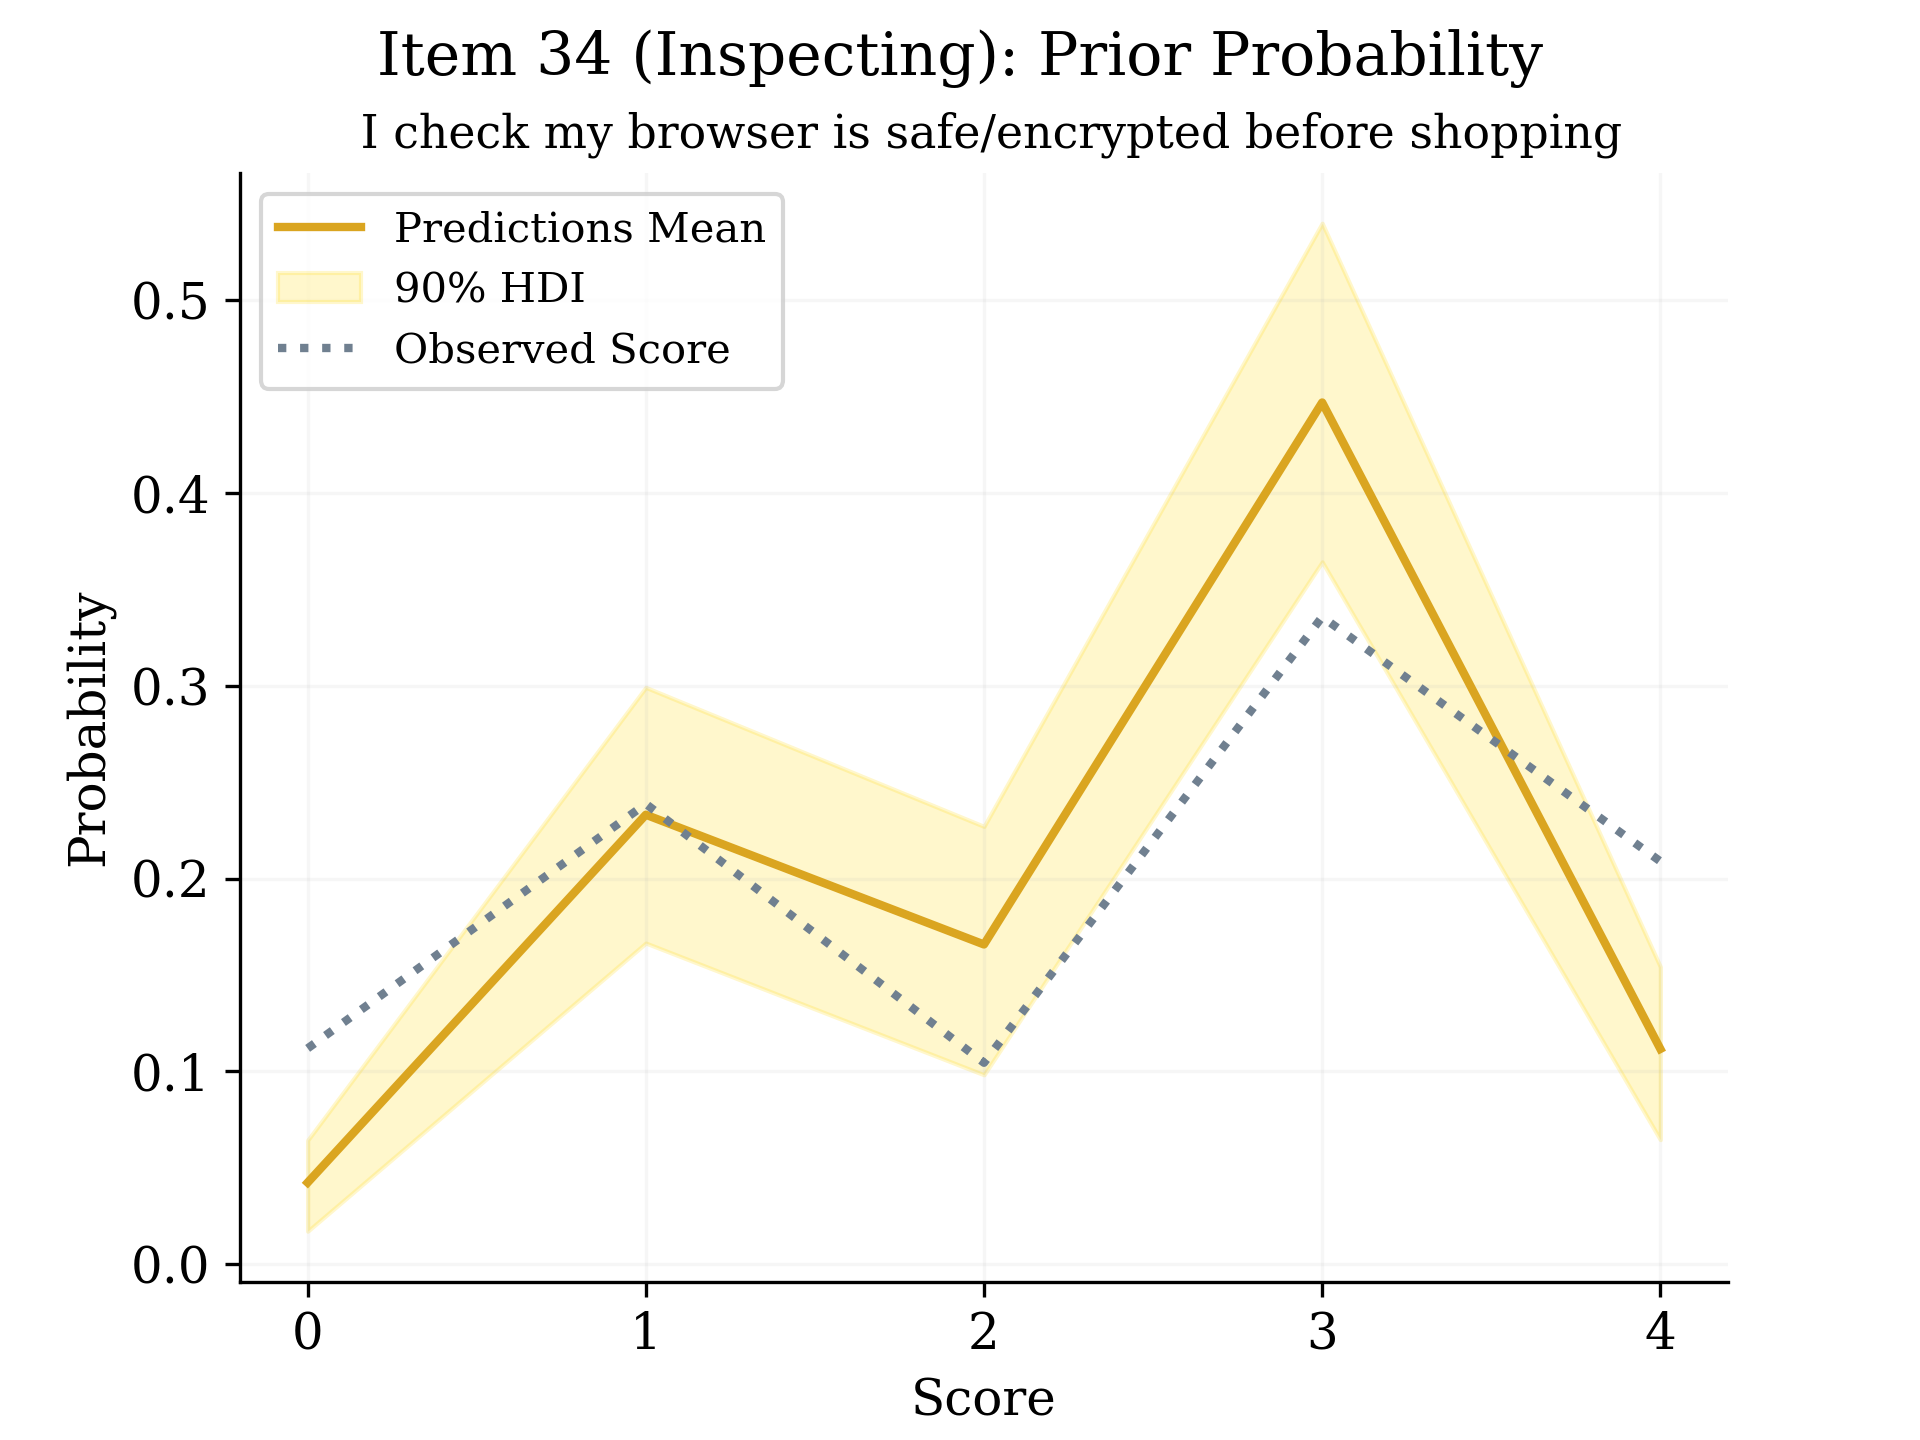 Item 34 (Inspecting): Prior Probability
I check my browser is safe/encrypted before shopping
Predictions Mean
90% HDI
Observed Score
0.5
0.4
0.3
0.2
0.1
0.0
Probability
0 1 2 3 4
Score